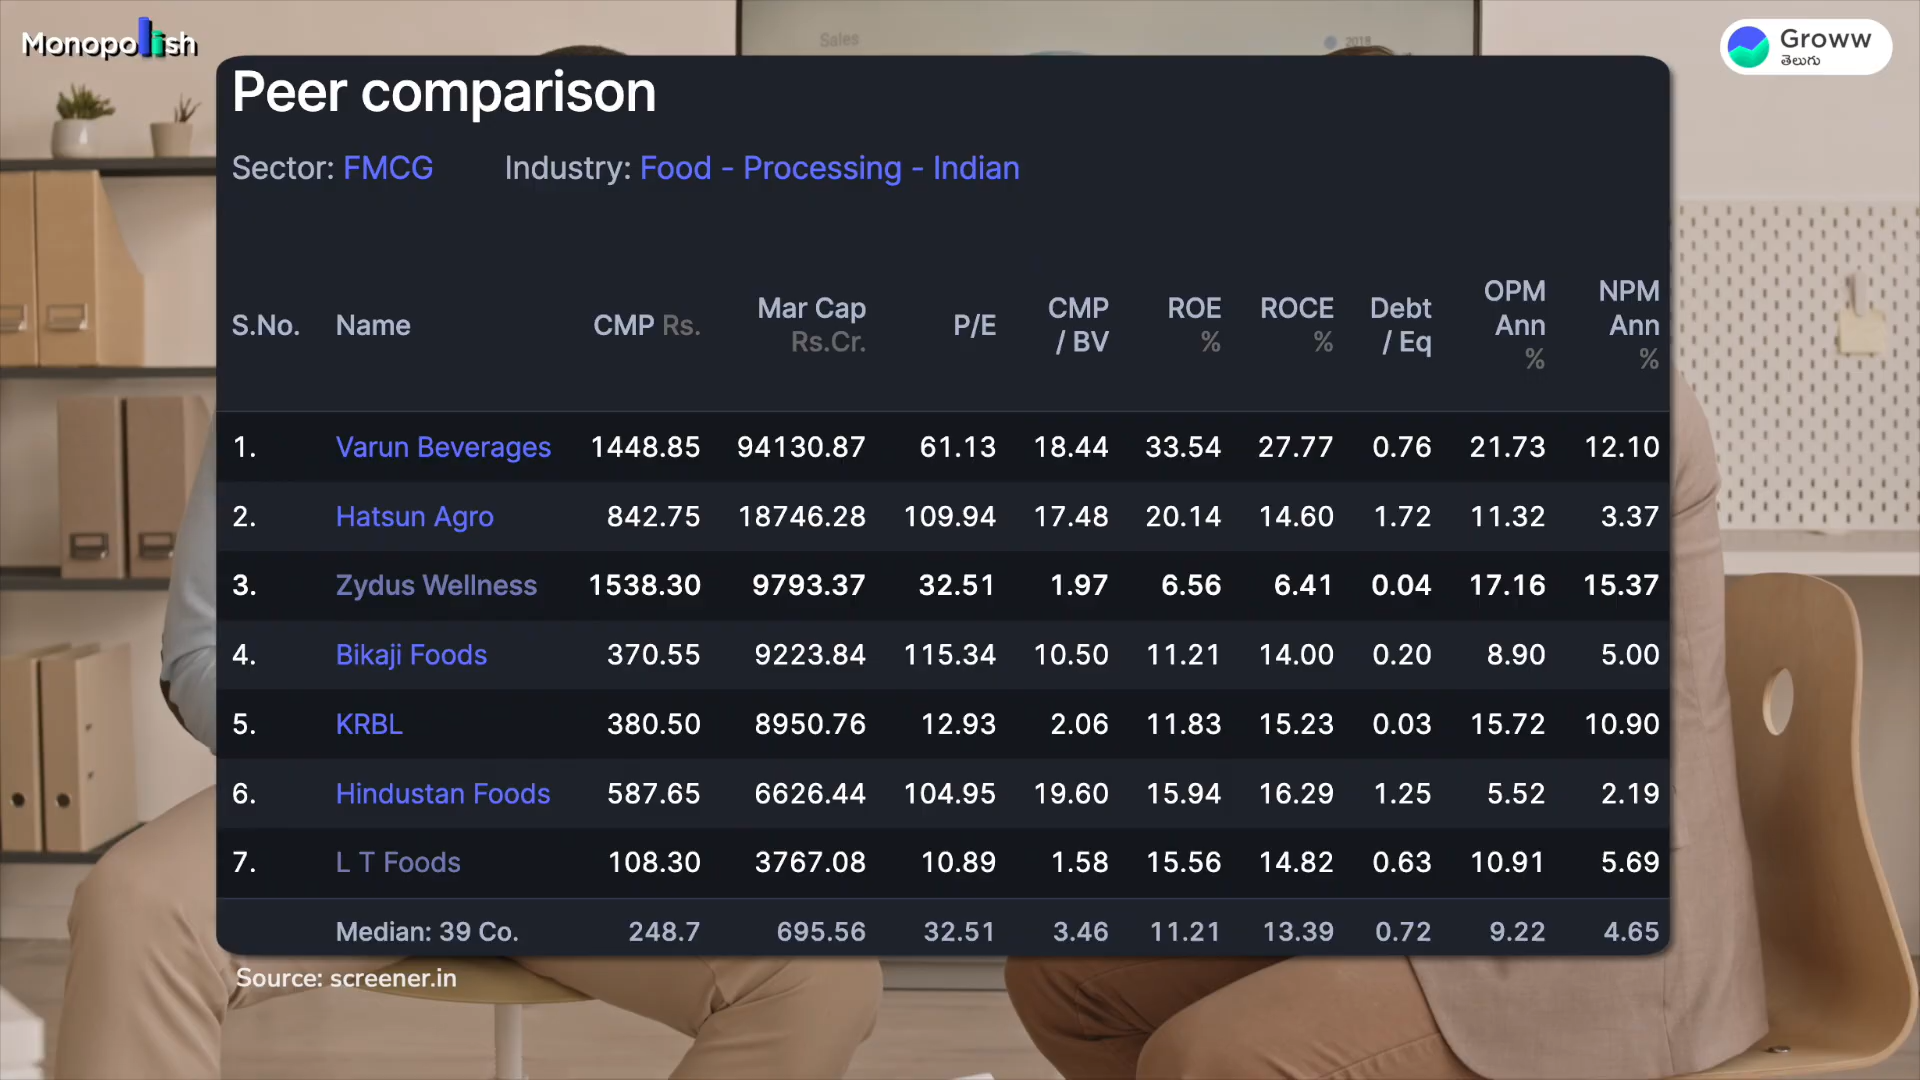 Monopolish
Groww
తెలుగు
Sales
2018
Peer comparison
Sector: FMCG Industry: Food - Processing - Indian
S.No. Name CMP Rs. Mar Cap Rs.Cr. P/E CMP / BV ROE % ROCE % Debt / Eq OPM Ann % NPM Ann %
1. Varun Beverages 1448.85 94130.87 61.13 18.44 33.54 27.77 0.76 21.73 12.10
2. Hatsun Agro 842.75 18746.28 109.94 17.48 20.14 14.60 1.72 11.32 3.37
3. Zydus Wellness 1538.30 9793.37 32.51 1.97 6.56 6.41 0.04 17.16 15.37
4. Bikaji Foods 370.55 9223.84 115.34 10.50 11.21 14.00 0.20 8.90 5.00
5. KRBL 380.50 8950.76 12.93 2.06 11.83 15.23 0.03 15.72 10.90
6. Hindustan Foods 587.65 6626.44 104.95 19.60 15.94 16.29 1.25 5.52 2.19
7. L T Foods 108.30 3767.08 10.89 1.58 15.56 14.82 0.63 10.91 5.69
Median: 39 Co. 248.7 695.56 32.51 3.46 11.21 13.39 0.72 9.22 4.65
Source: screener.in